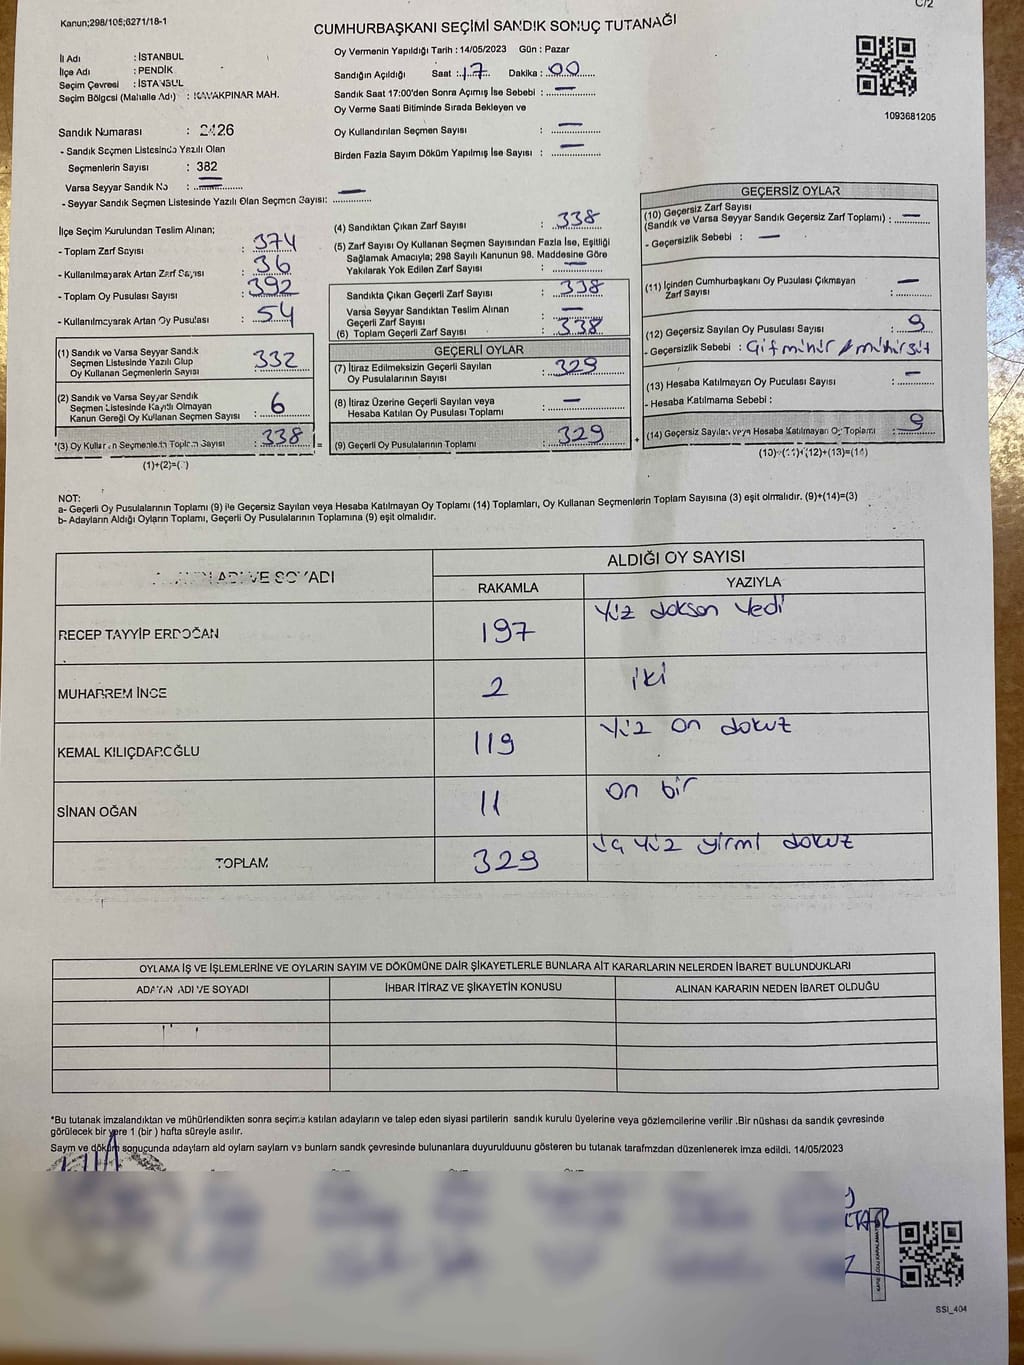 C/2
Kanun;298/105;6271/18-1
CUMHURBAŞKANI SEÇİMİ SANDIK SONUÇ TUTANAĞI
İl Adı : İSTANBUL
İlçe Adı : PENDİK
Seçim Çevresi : İSTANBUL
Seçim Bölgesi (Mahalle Adı) : KAVAKPINAR MAH.
Sandık Numarası : 2426
- Sandık Seçmen Listesinde Yazılı Olan
Seçmenlerin Sayısı : 382
Varsa Seyyar Sandık No : —
- Seyyar Sandık Seçmen Listesinde Yazılı Olan Seçmen Sayısı: —
Oy Vermenin Yapıldığı Tarih : 14/05/2023 Gün : Pazar
Sandığın Açıldığı Saat : 17 Dakika : 00
Sandık Saat 17:00'den Sonra Açılmış İse Sebebi : —
Oy Verme Saati Bitiminde Sırada Bekleyen ve
Oy Kullandırılan Seçmen Sayısı : —
Birden Fazla Sayım Döküm Yapılmış İse Sayısı : —
1093681205
İlçe Seçim Kurulundan Teslim Alınan;
- Toplam Zarf Sayısı : 374
- Kullanılmayarak Artan Zarf Sayısı : 36
- Toplam Oy Pusulası Sayısı : 392
- Kullanılmayarak Artan Oy Pusulası : 54
(1) Sandık ve Varsa Seyyar Sandık
Seçmen Listesinde Yazılı Olup
Oy Kullanan Seçmenlerin Sayısı : 332
(2) Sandık ve Varsa Seyyar Sandık
Seçmen Listesinde Kayıtlı Olmayan
Kanun Gereği Oy Kullanan Seçmen Sayısı : 6
(3) Oy Kullanan Seçmenlerin Toplam Sayısı : 338
(1)+(2)=(3)
(4) Sandıktan Çıkan Zarf Sayısı : 338
(5) Zarf Sayısı Oy Kullanan Seçmen Sayısından Fazla İse, Eşitliği
Sağlamak Amacıyla; 298 Sayılı Kanunun 98. Maddesine Göre
Yakılarak Yok Edilen Zarf Sayısı : —
Sandıkta Çıkan Geçerli Zarf Sayısı : 338
Varsa Seyyar Sandıktan Teslim Alınan
Geçerli Zarf Sayısı : —
(6) Toplam Geçerli Zarf Sayısı : 338
GEÇERLİ OYLAR
(7) İtiraz Edilmeksizin Geçerli Sayılan
Oy Pusulalarının Sayısı : 329
(8) İtiraz Üzerine Geçerli Sayılan veya
Hesaba Katılan Oy Pusulası Toplamı : —
= (9) Geçerli Oy Pusulalarının Toplamı : 329 +
GEÇERSİZ OYLAR
(10) Geçersiz Zarf Sayısı
(Sandık ve Varsa Seyyar Sandık Geçersiz Zarf Toplamı) : —
- Geçersizlik Sebebi : —
(11) İçinden Cumhurbaşkanı Oy Pusulası Çıkmayan
Zarf Sayısı : —
(12) Geçersiz Sayılan Oy Pusulası Sayısı : 9
- Geçersizlik Sebebi : Çift mühür / mühürsüz
(13) Hesaba Katılmayan Oy Pusulası Sayısı : —
- Hesaba Katılmama Sebebi :
(14) Geçersiz Sayılan veya Hesaba Katılmayan Oy Toplamı : 9
(10)+(11)+(12)+(13)=(14)
NOT:
a- Geçerli Oy Pusulalarının Toplamı (9) ile Geçersiz Sayılan veya Hesaba Katılmayan Oy Toplamı (14) Toplamları, Oy Kullanan Seçmenlerin Toplam Sayısına (3) eşit olmalıdır. (9)+(14)=(3)
b- Adayların Aldığı Oyların Toplamı, Geçerli Oy Pusulalarının Toplamına (9) eşit olmalıdır.
ADI VE SOYADI
ALDIĞI OY SAYISI
RAKAMLA YAZIYLA
RECEP TAYYİP ERDOĞAN 197 Yüz doksan yedi
MUHARREM İNCE 2 iki
KEMAL KILIÇDAROĞLU 119 Yüz on dokuz
SİNAN OĞAN 11 on bir
TOPLAM 329 üç yüz yirmi dokuz
OYLAMA İŞ VE İŞLEMLERİNE VE OYLARIN SAYIM VE DÖKÜMÜNE DAİR ŞİKAYETLERLE BUNLARA AİT KARARLARIN NELERDEN İBARET BULUNDUKLARI
ADAYIN ADI VE SOYADI İHBAR İTİRAZ VE ŞİKAYETİN KONUSU ALINAN KARARIN NEDEN İBARET OLDUĞU
*Bu tutanak imzalandıktan ve mühürlendikten sonra seçime katılan adayların ve talep eden siyasi partilerin sandık kurulu üyelerine veya gözlemcilerine verilir .Bir nüshası da sandık çevresinde
görülecek bir yere 1 (bir ) hafta süreyle asılır.
Sayım ve döküm sonuçunda adaylarn ald oylarn saylarn ve bunlarn sandk çevresinde bulunanlara duyurulduunu gösteren bu tutanak tarafmzdan düzenlenerek imza edildi. 14/05/2023
SSI_404